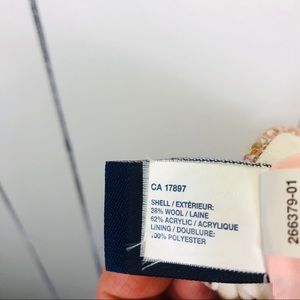 CA 17897
SHELL / EXTÉRIEUR:
38% WOOL / LAINE
62% ACRYLIC / ACRYLIQUE
LINING / DOUBLURE:
100% POLYESTER
266379-01